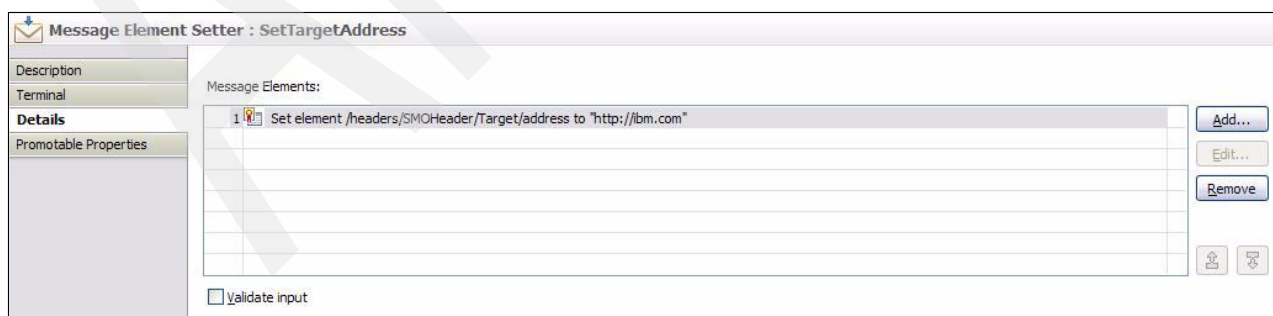 Message Element Setter : SetTargetAddress
Description
Terminal
Details
Promotable Properties
Message Elements:
1 Set element /headers/SMOHeader/Target/address to "http://ibm.com"
Add...
Edit...
Remove
Validate input